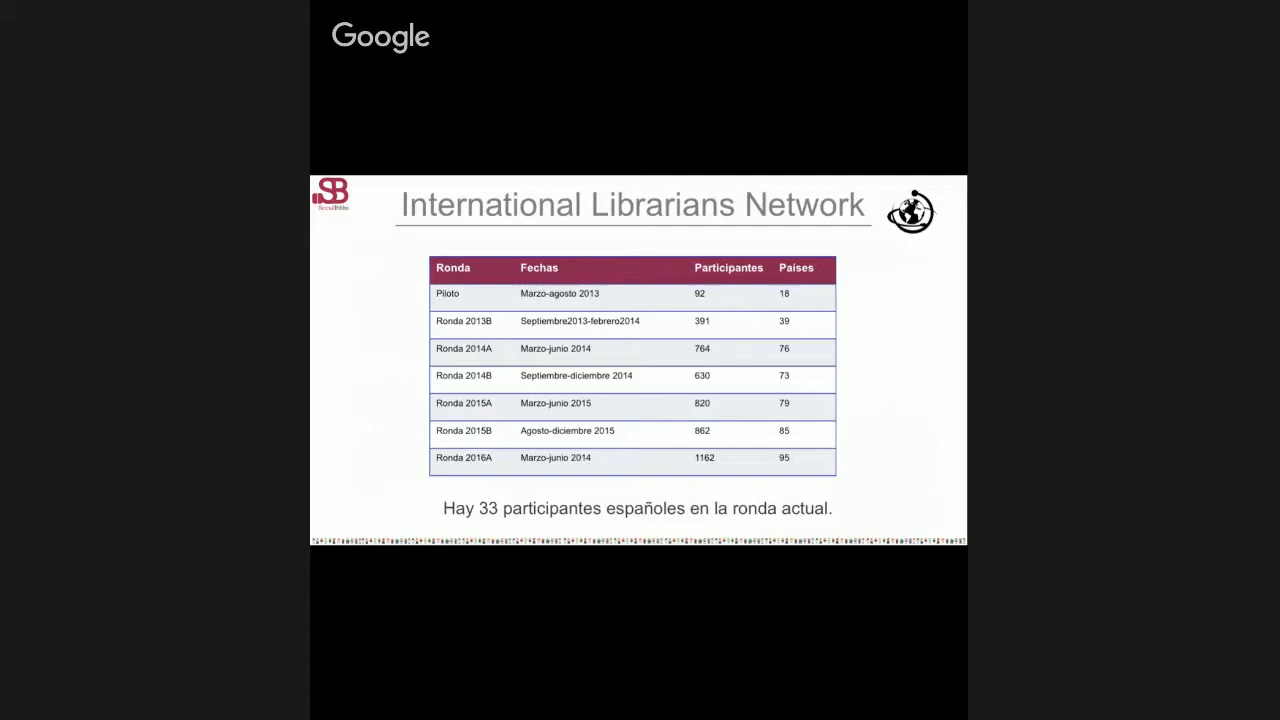 Google
SB
SocialBiblio
International Librarians Network
Ronda Fechas Participantes Países
Piloto Marzo-agosto 2013 92 18
Ronda 2013B Septiembre2013-febrero2014 391 39
Ronda 2014A Marzo-junio 2014 764 76
Ronda 2014B Septiembre-diciembre 2014 630 73
Ronda 2015A Marzo-junio 2015 820 79
Ronda 2015B Agosto-diciembre 2015 862 85
Ronda 2016A Marzo-junio 2014 1162 95
Hay 33 participantes españoles en la ronda actual.